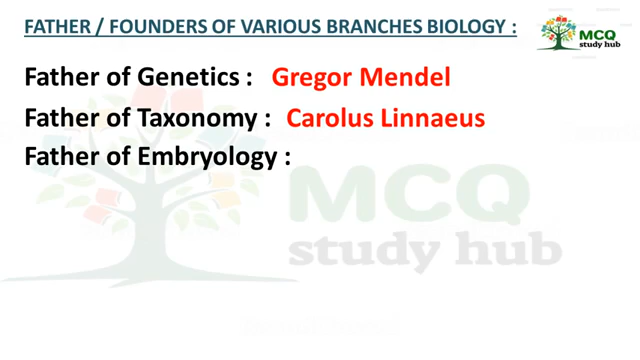 FATHER / FOUNDERS OF VARIOUS BRANCHES BIOLOGY :
MCQ
study hub
Father of Genetics : Gregor Mendel
Father of Taxonomy : Carolus Linnaeus
Father of Embryology :
MCQ
study hub